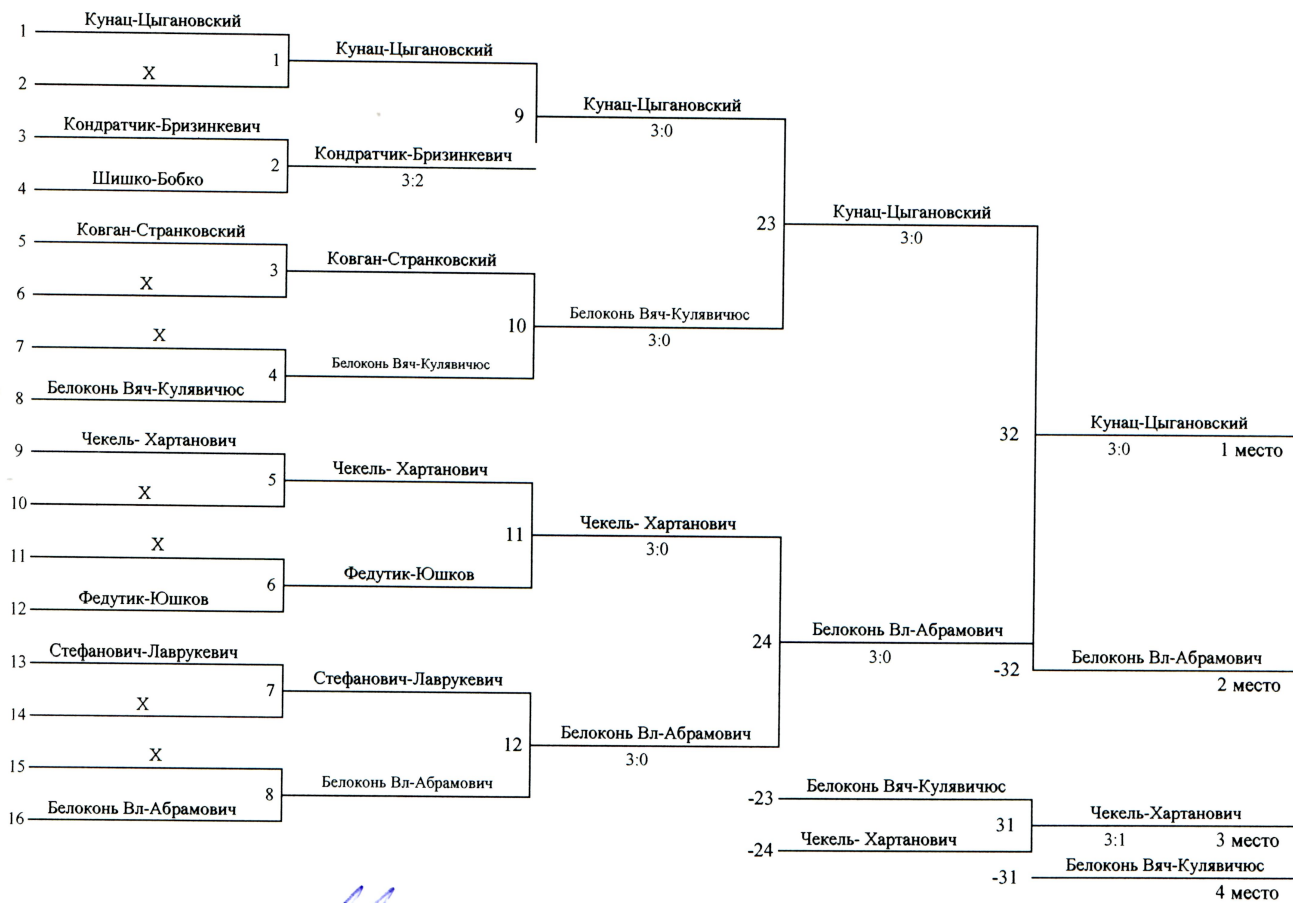 1 Кунац-Цыгановский
1 Кунац-Цыгановский
2 X
9 Кунац-Цыгановский
3:0
3 Кондратчик-Бризинкевич
2 Кондратчик-Бризинкевич
3:2
4 Шишко-Бобко
23 Кунац-Цыгановский
3:0
5 Ковган-Странковский
3 Ковган-Странковский
6 X
10 Белоконь Вяч-Кулявичюс
3:0
7 X
4 Белоконь Вяч-Кулявичюс
8 Белоконь Вяч-Кулявичюс
32 Кунац-Цыгановский
3:0 1 место
9 Чекель- Хартанович
5 Чекель- Хартанович
10 X
11 Чекель- Хартанович
3:0
11 X
6 Федутик-Юшков
12 Федутик-Юшков
24 Белоконь Вл-Абрамович
3:0
-32 Белоконь Вл-Абрамович
2 место
13 Стефанович-Лаврукевич
7 Стефанович-Лаврукевич
14 X
12 Белоконь Вл-Абрамович
3:0
15 X
8 Белоконь Вл-Абрамович
16 Белоконь Вл-Абрамович
-23 Белоконь Вяч-Кулявичюс
31 Чекель-Хартанович
3:1 3 место
-24 Чекель- Хартанович
-31 Белоконь Вяч-Кулявичюс
4 место